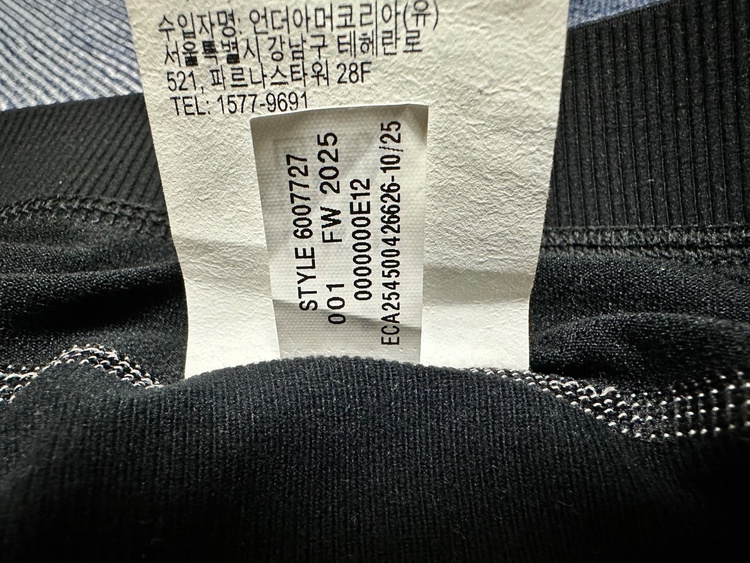 수입자명: 언더아머코리아(유)
서울특별시 강남구 테헤란로
521, 파르나스타워 28F
TEL: 1577-9691
STYLE 6007727
001 FW 2025
0000000E12
ECA254500426626-10/25